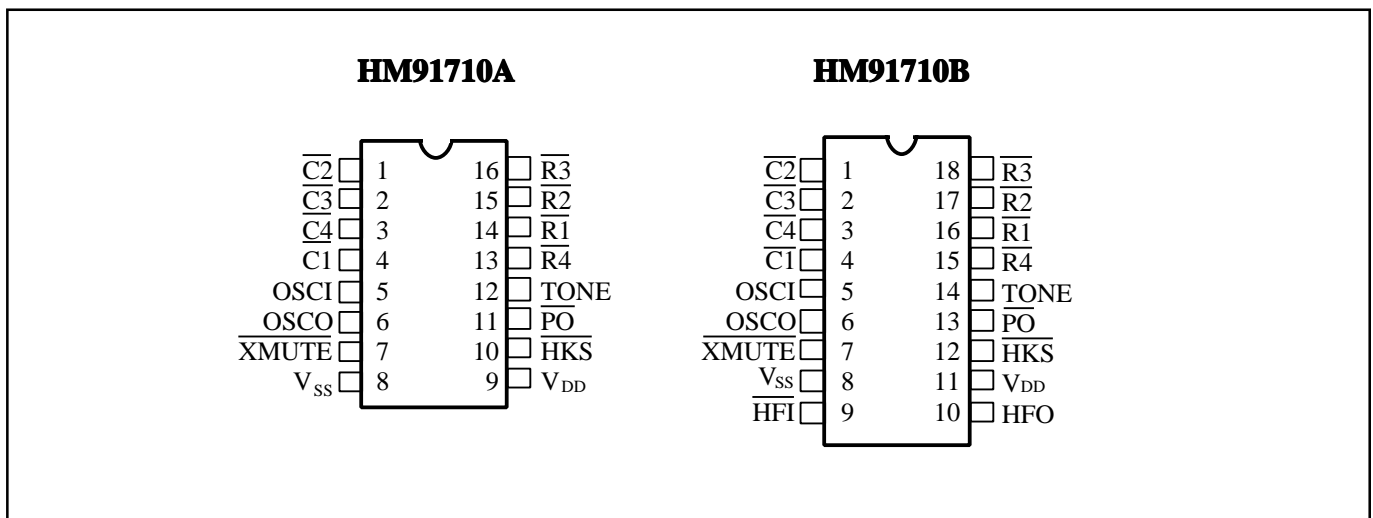 HM91710A
C2 1 16 R3
C3 2 15 R2
C4 3 14 R1
C1 4 13 R4
OSCI 5 12 TONE
OSCO 6 11 PO
XMUTE 7 10 HKS
VSS 8 9 VDD
HM91710B
C2 1 18 R3
C3 2 17 R2
C4 3 16 R1
C1 4 15 R4
OSCI 5 14 TONE
OSCO 6 13 PO
XMUTE 7 12 HKS
VSS 8 11 VDD
HFI 9 10 HFO